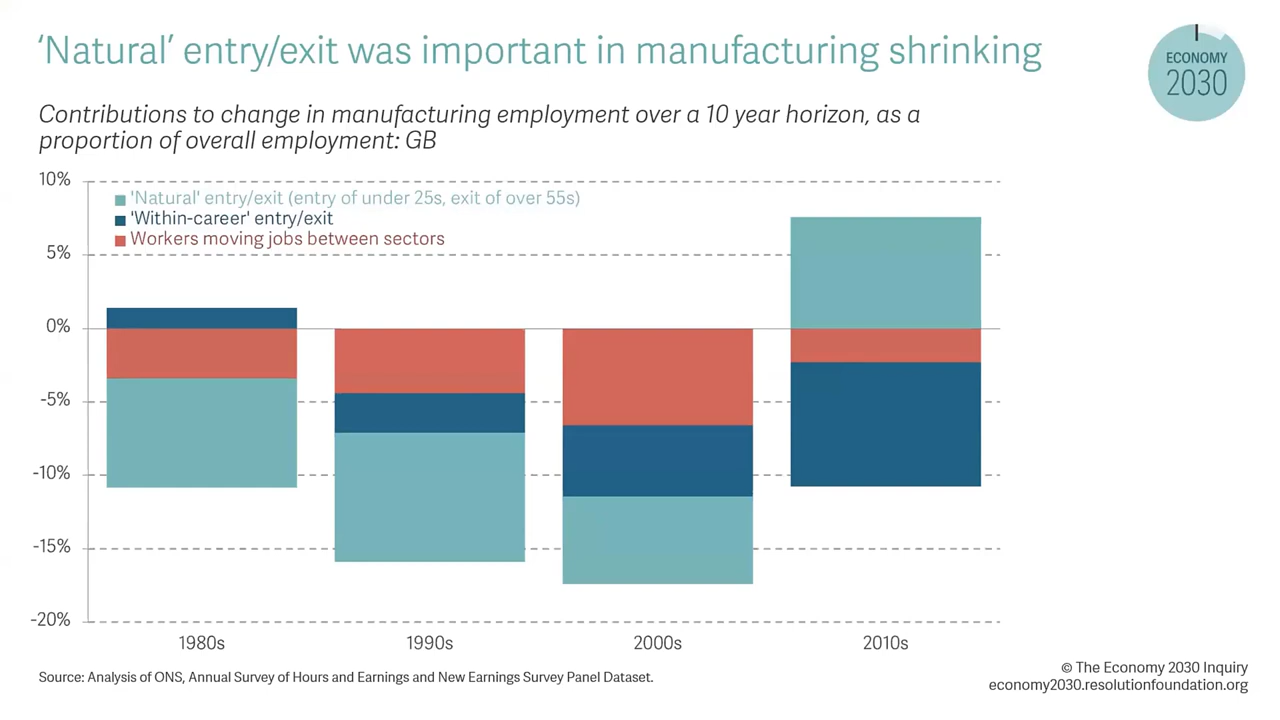 ‘Natural’ entry/exit was important in manufacturing shrinking
ECONOMY
2030
Contributions to change in manufacturing employment over a 10 year horizon, as a
proportion of overall employment: GB
10%
5%
0%
-5%
-10%
-15%
-20%
'Natural' entry/exit (entry of under 25s, exit of over 55s)
'Within-career' entry/exit
Workers moving jobs between sectors
1980s
1990s
2000s
2010s
Source: Analysis of ONS, Annual Survey of Hours and Earnings and New Earnings Survey Panel Dataset.
© The Economy 2030 Inquiry
economy2030.resolutionfoundation.org